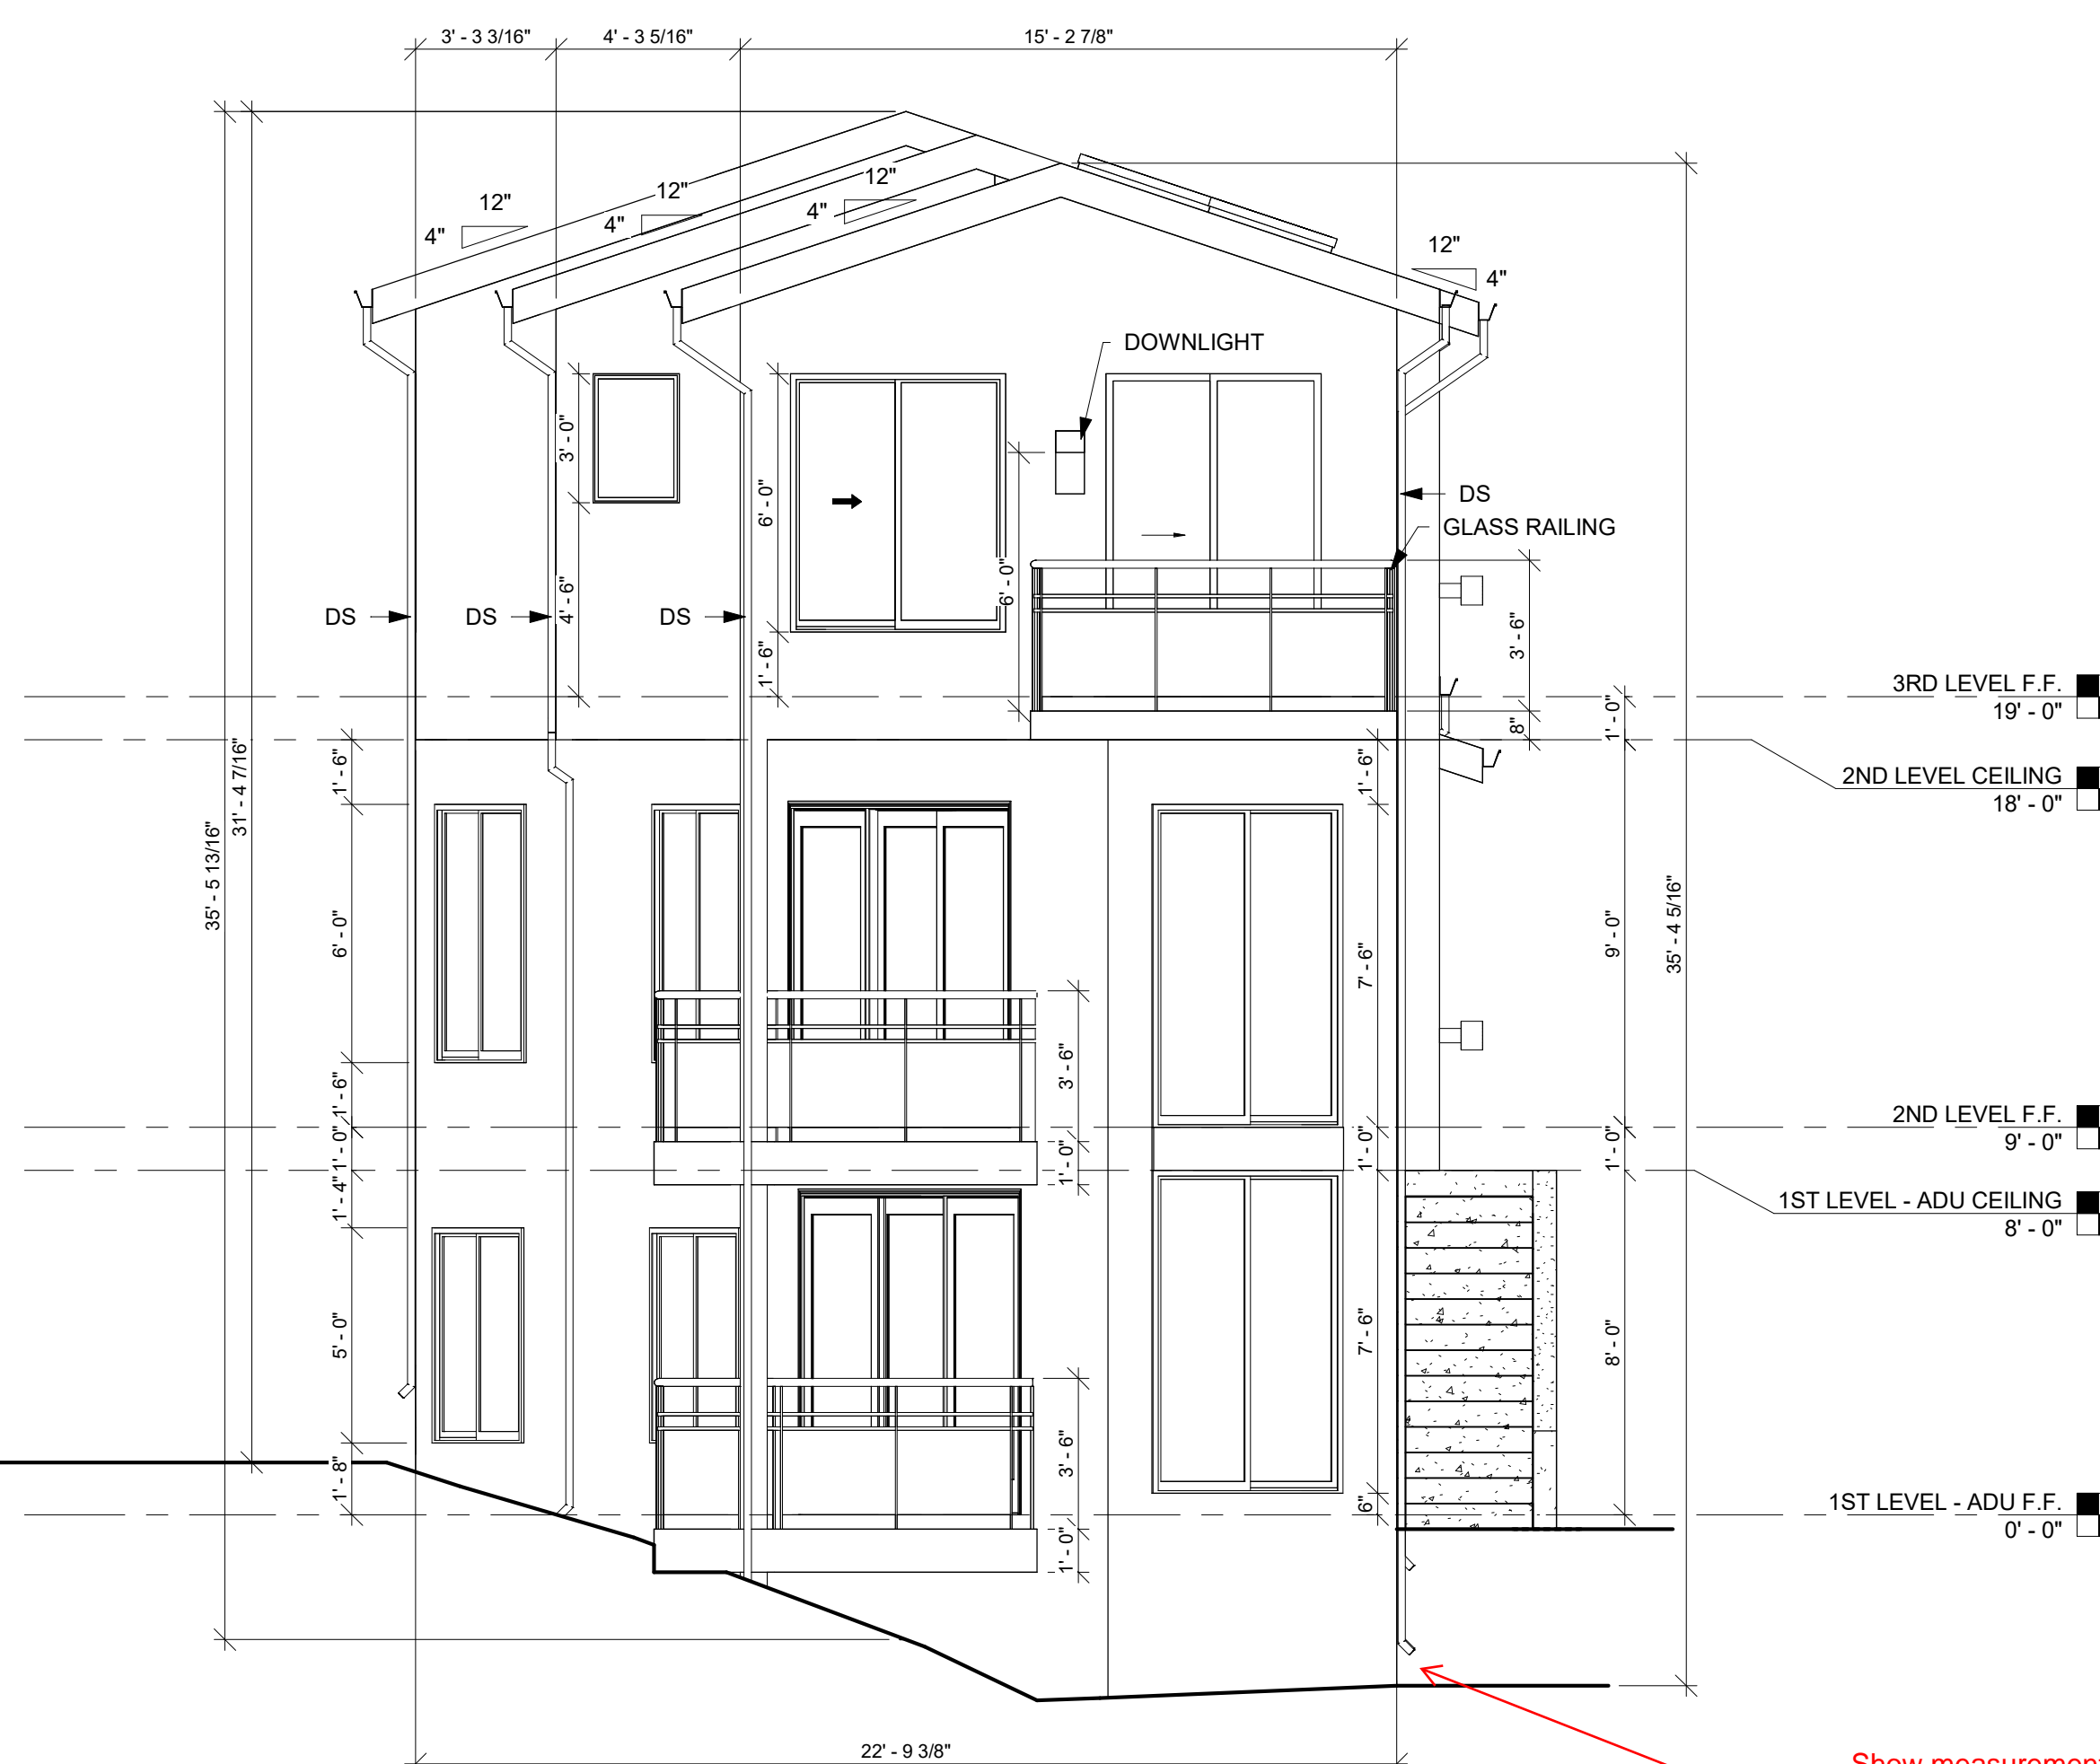 3' - 3 3/16"
4' - 3 5/16"
15' - 2 7/8"
12"
4"
12"
4"
12"
4"
12"
4"
DOWNLIGHT
3' - 0"
6' - 0"
DS
GLASS RAILING
6' - 0"
4' - 6"
3' - 6"
DS
DS
DS
1' - 6"
8"
1' - 0"
3RD LEVEL F.F.
19' - 0"
2ND LEVEL CEILING
18' - 0"
35' - 5 13/16"
31' - 4 7/16"
1' - 6"
1' - 6"
6' - 0"
7' - 6"
9' - 0"
35' - 4 5/16"
3' - 6"
1' - 6"
1' - 0"
1' - 0"
1' - 0"
1' - 0"
2ND LEVEL F.F.
9' - 0"
1' - 4"
1ST LEVEL - ADU CEILING
8' - 0"
5' - 0"
7' - 6"
8' - 0"
3' - 6"
1' - 8"
6"
1' - 0"
1ST LEVEL - ADU F.F.
0' - 0"
22' - 9 3/8"
Show measurement